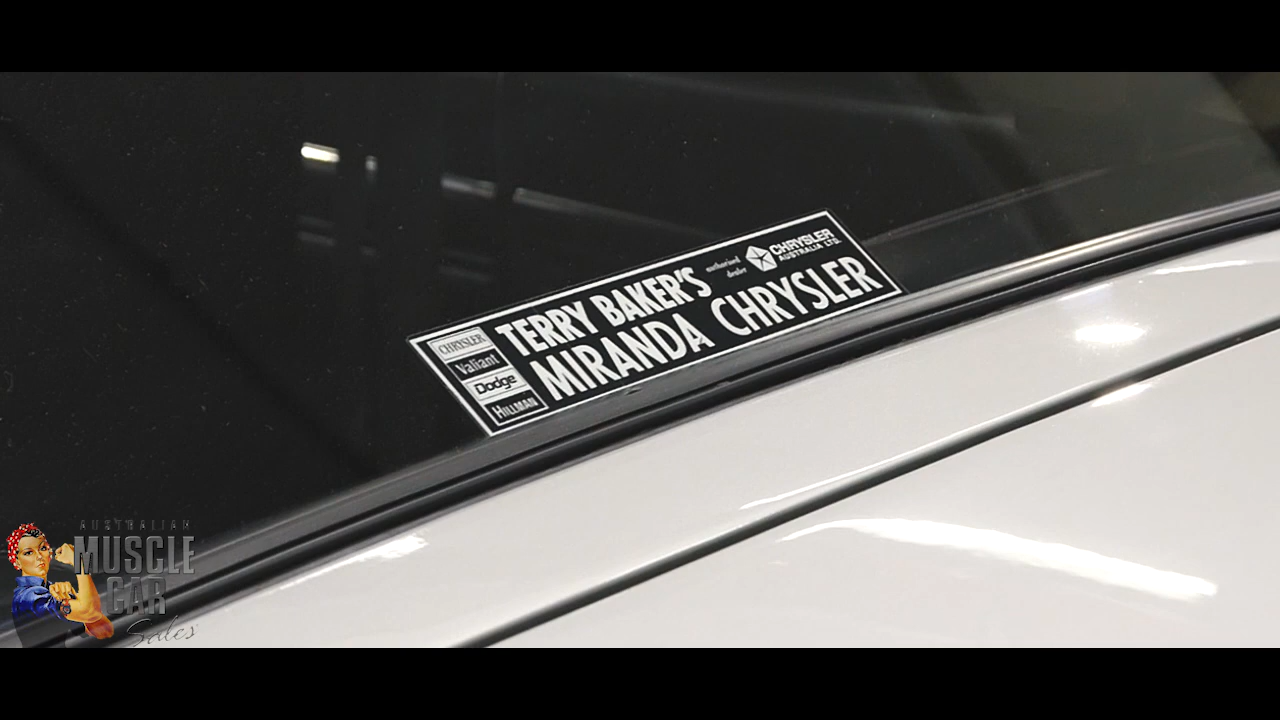 CHRYSLER
Valiant
Dodge
HILLMAN
TERRY BAKER'S
MIRANDA CHRYSLER
authorised
dealer
CHRYSLER
AUSTRALIA LTD.
AUSTRALIAN
MUSCLE
CAR
Sales